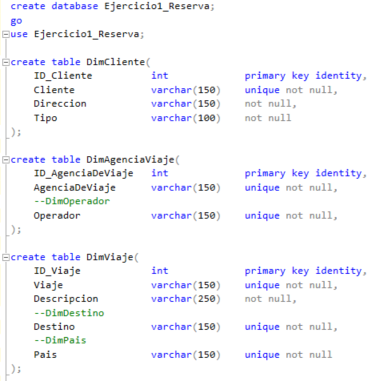 create database Ejercicio1_Reserva;
go
use Ejercicio1_Reserva;
create table DimCliente(
ID_Cliente int primary key identity,
Cliente varchar(150) unique not null,
Direccion varchar(150) not null,
Tipo varchar(100) not null
);
create table DimAgenciaViaje(
ID_AgenciaDeViaje int primary key identity,
AgenciaDeViaje varchar(150) unique not null,
--DimOperador
Operador varchar(150) unique not null,
);
create table DimViaje(
ID_Viaje int primary key identity,
Viaje varchar(150) unique not null,
Descripcion varchar(250) not null,
--DimDestino
Destino varchar(150) unique not null,
--DimPais
Pais varchar(150) unique not null
);